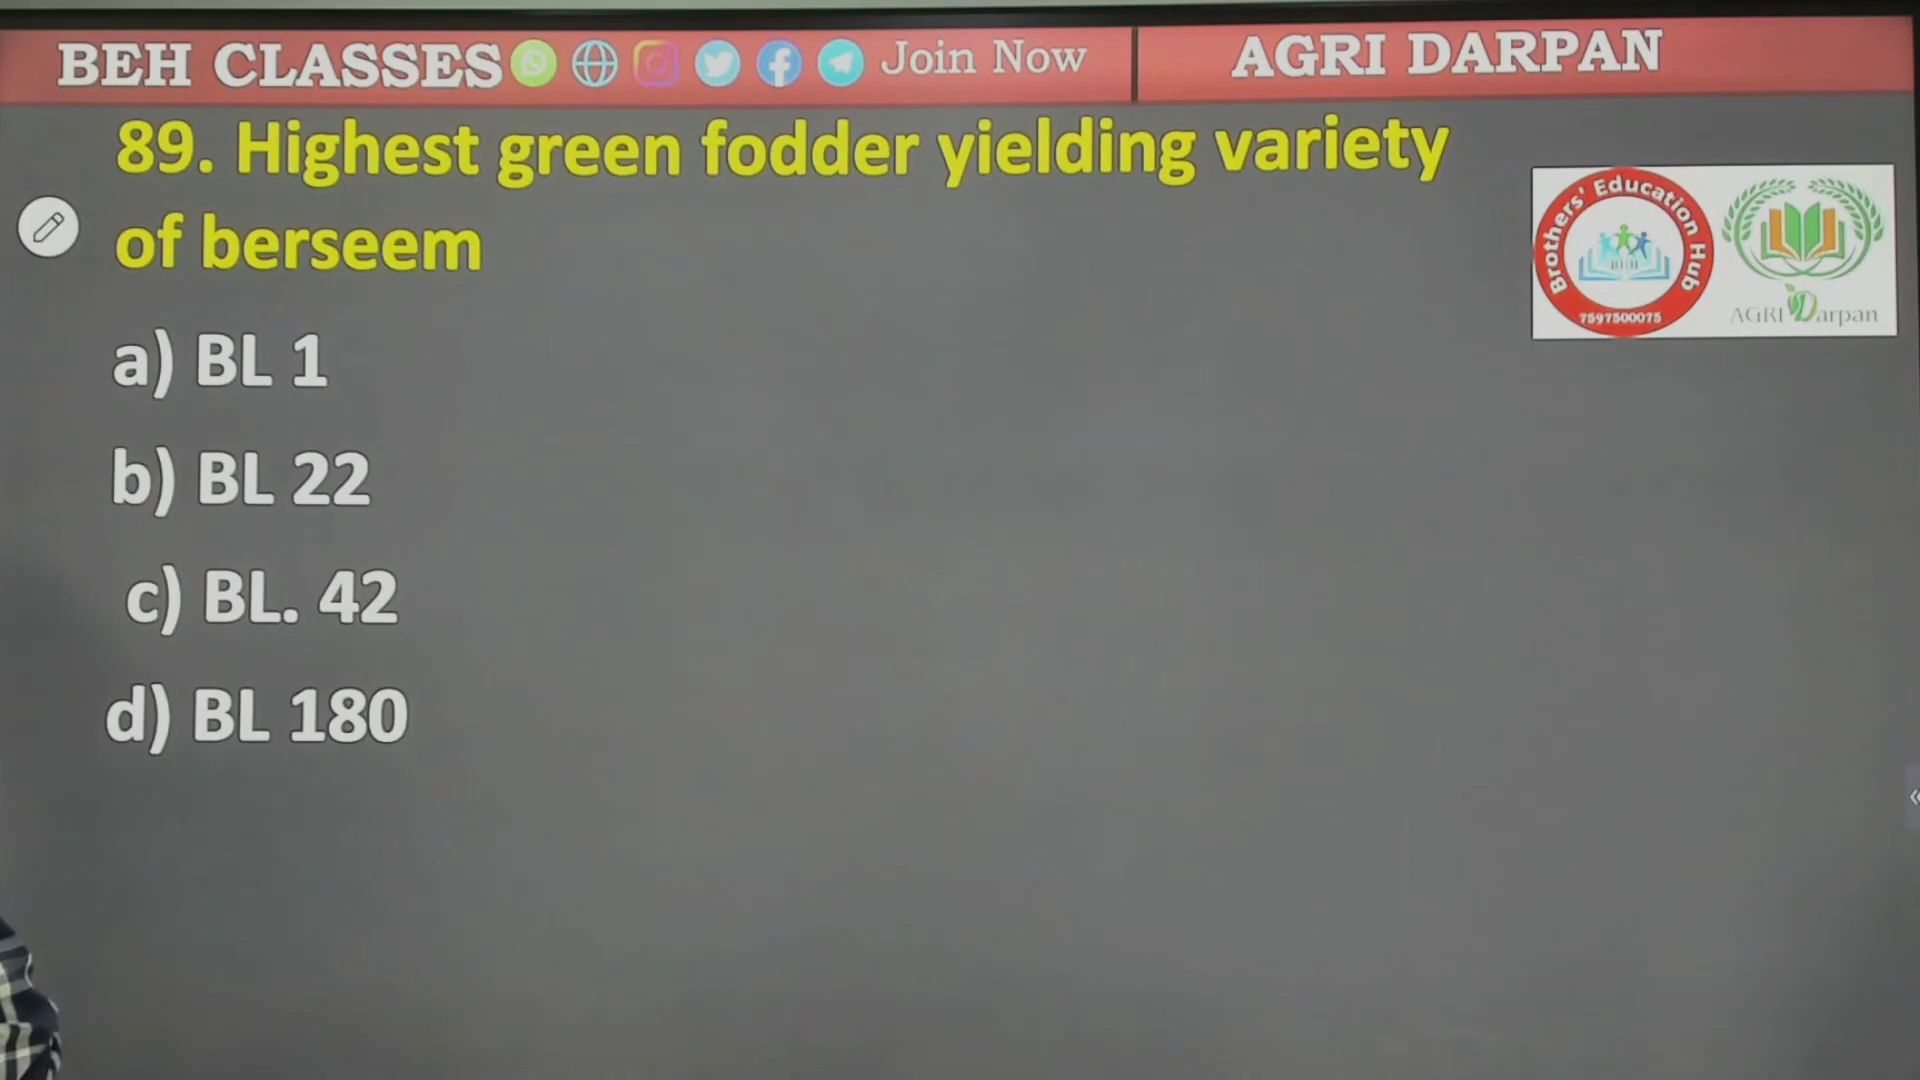 BEH CLASSES Join Now AGRI DARPAN
89. Highest green fodder yielding variety
of berseem
Brothers' Education Hub
BEH
7597500075
AGRI Darpan
a) BL 1
b) BL 22
c) BL. 42
d) BL 180